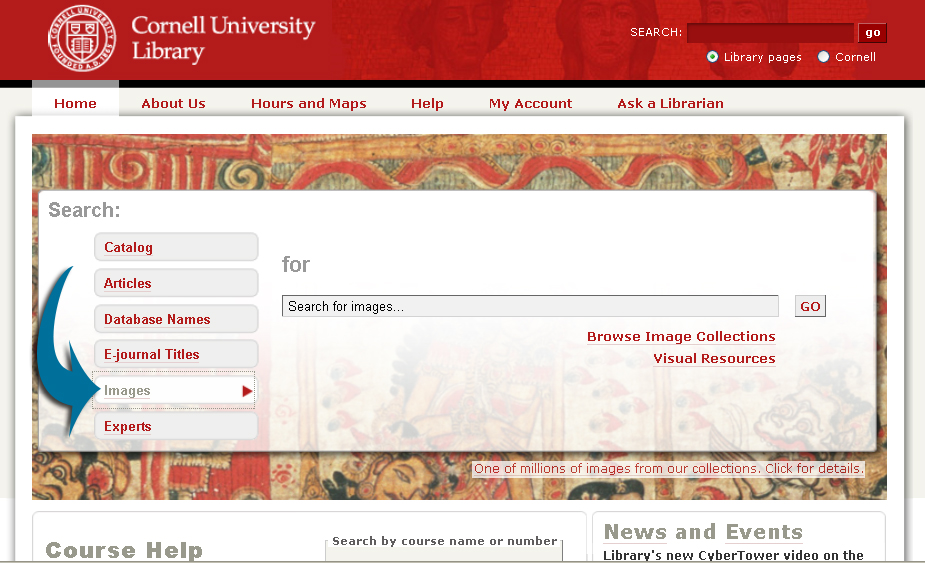 Cornell University
Library
SEARCH:
go
Library pages
Cornell
Home
About Us
Hours and Maps
Help
My Account
Ask a Librarian
Search:
Catalog
Articles
Database Names
E-journal Titles
Images
Experts
for
Search for images...
GO
Browse Image Collections
Visual Resources
One of millions of images from our collections. Click for details.
Course Help
Search by course name or number
News and Events
Library's new CyberTower video on the